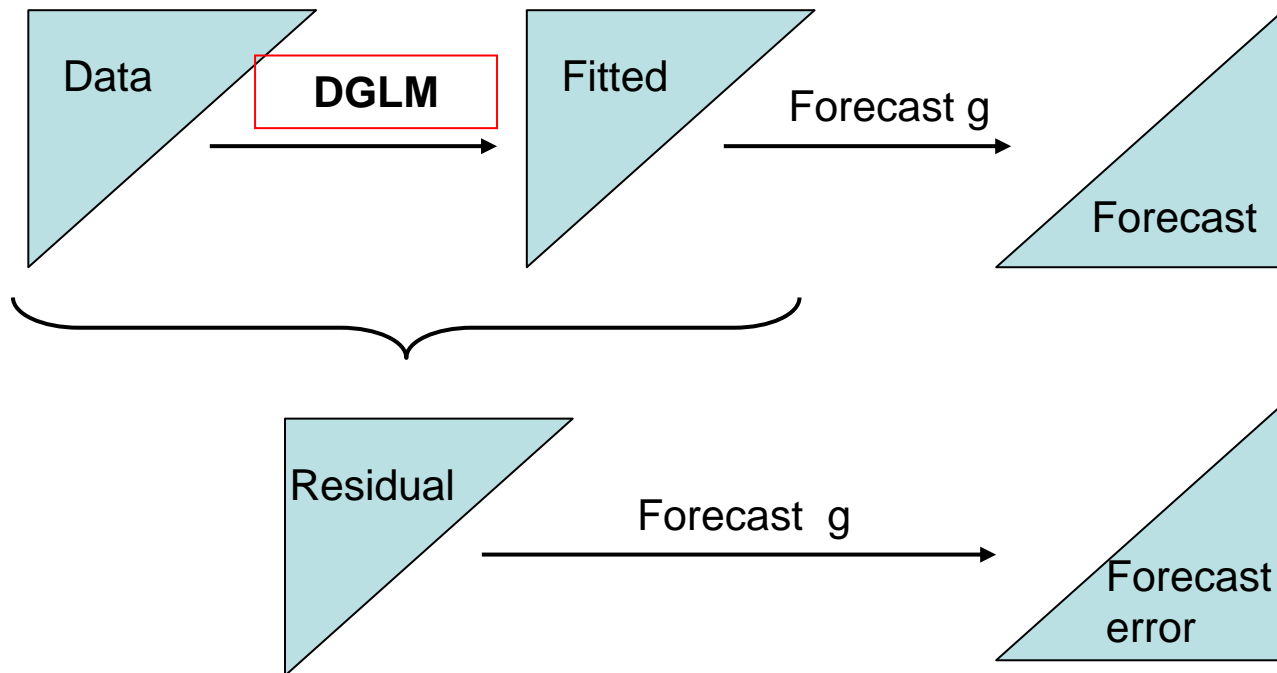 Data
DGLM
Fitted
Forecast g
Forecast
Residual
Forecast g
Forecast
error